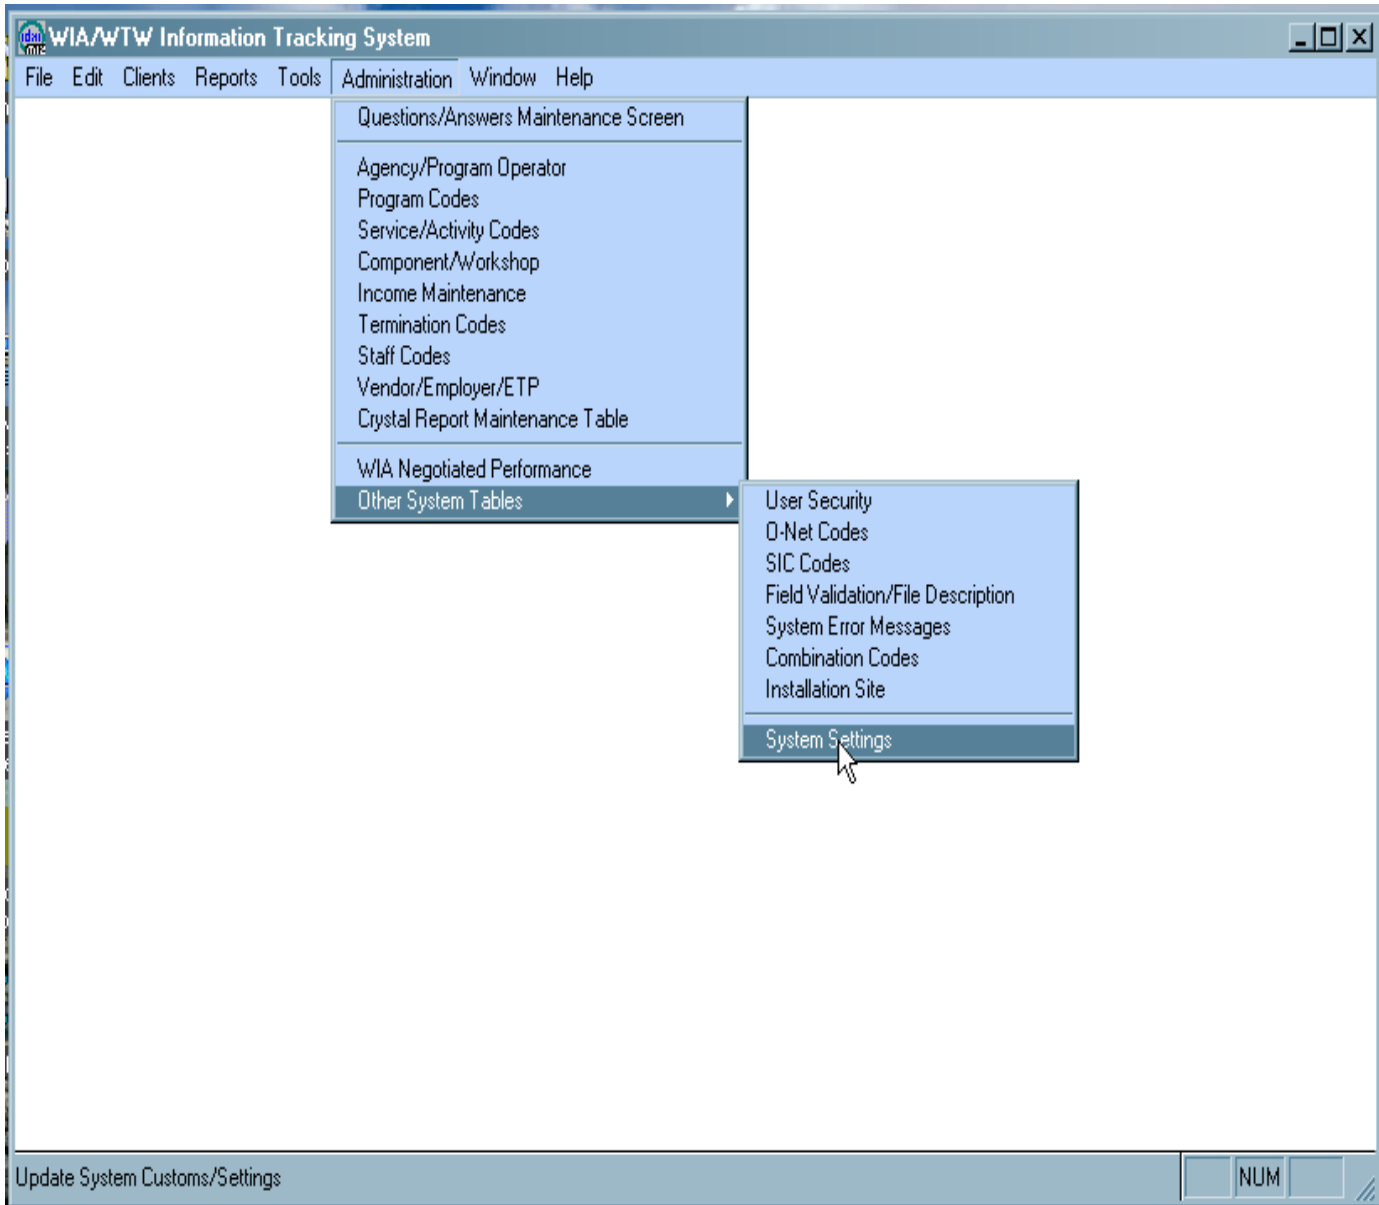 WIA/WTW Information Tracking System
File Edit Clients Reports Tools Administration Window Help
Questions/Answers Maintenance Screen
Agency/Program Operator
Program Codes
Service/Activity Codes
Component/Workshop
Income Maintenance
Termination Codes
Staff Codes
Vendor/Employer/ETP
Crystal Report Maintenance Table
WIA Negotiated Performance
Other System Tables
User Security
O-Net Codes
SIC Codes
Field Validation/File Description
System Error Messages
Combination Codes
Installation Site
System Settings
Update System Customs/Settings
NUM